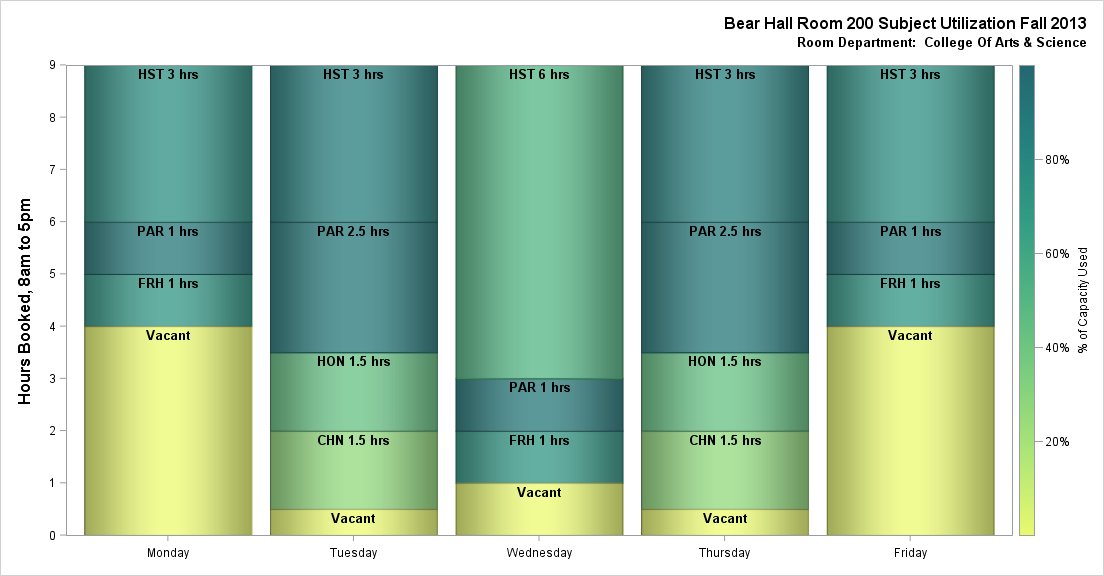 Bear Hall Room 200 Subject Utilization Fall 2013
Room Department:  College Of Arts & Science
Hours Booked, 8am to 5pm
9
8
7
6
5
4
3
2
1
0
HST 3 hrs
PAR 1 hrs
FRH 1 hrs
Vacant
HST 3 hrs
PAR 2.5 hrs
HON 1.5 hrs
CHN 1.5 hrs
Vacant
HST 6 hrs
PAR 1 hrs
FRH 1 hrs
Vacant
HST 3 hrs
PAR 2.5 hrs
HON 1.5 hrs
CHN 1.5 hrs
Vacant
HST 3 hrs
PAR 1 hrs
FRH 1 hrs
Vacant
Monday
Tuesday
Wednesday
Thursday
Friday
80%
60%
40%
20%
% of Capacity Used